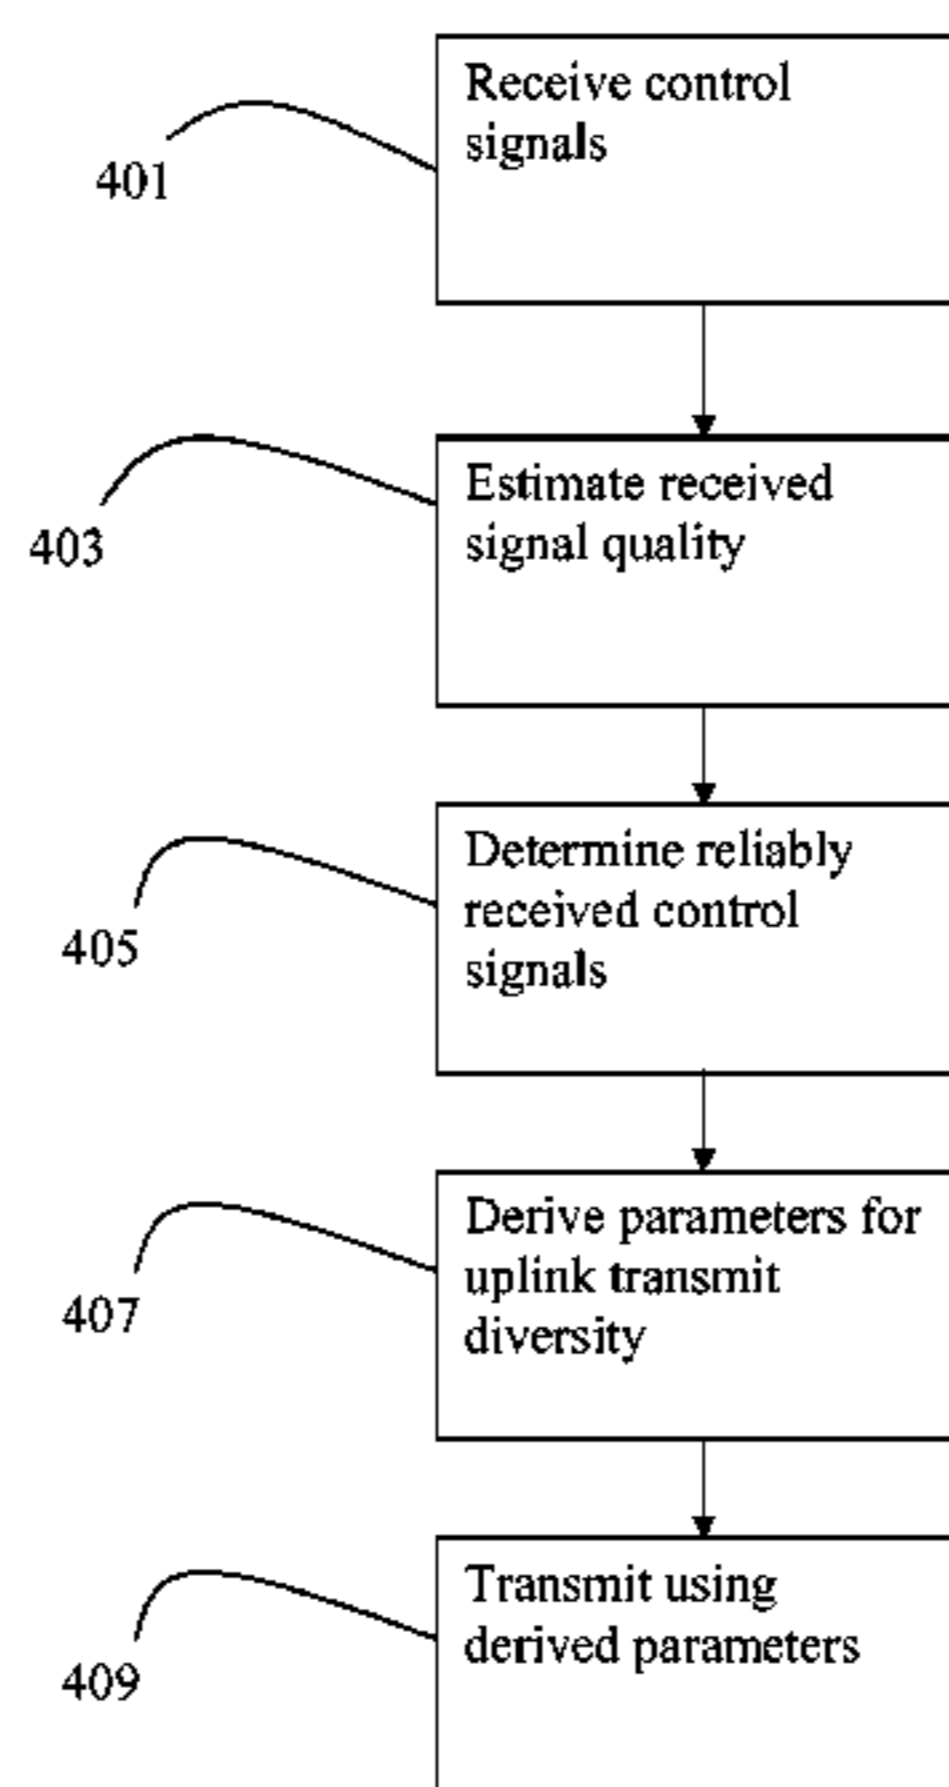 Receive control
signals
401
Estimate received
signal quality
403
Determine reliably
received control
signals
405
Derive parameters for
uplink transmit
diversity
407
Transmit using
derived parameters
409